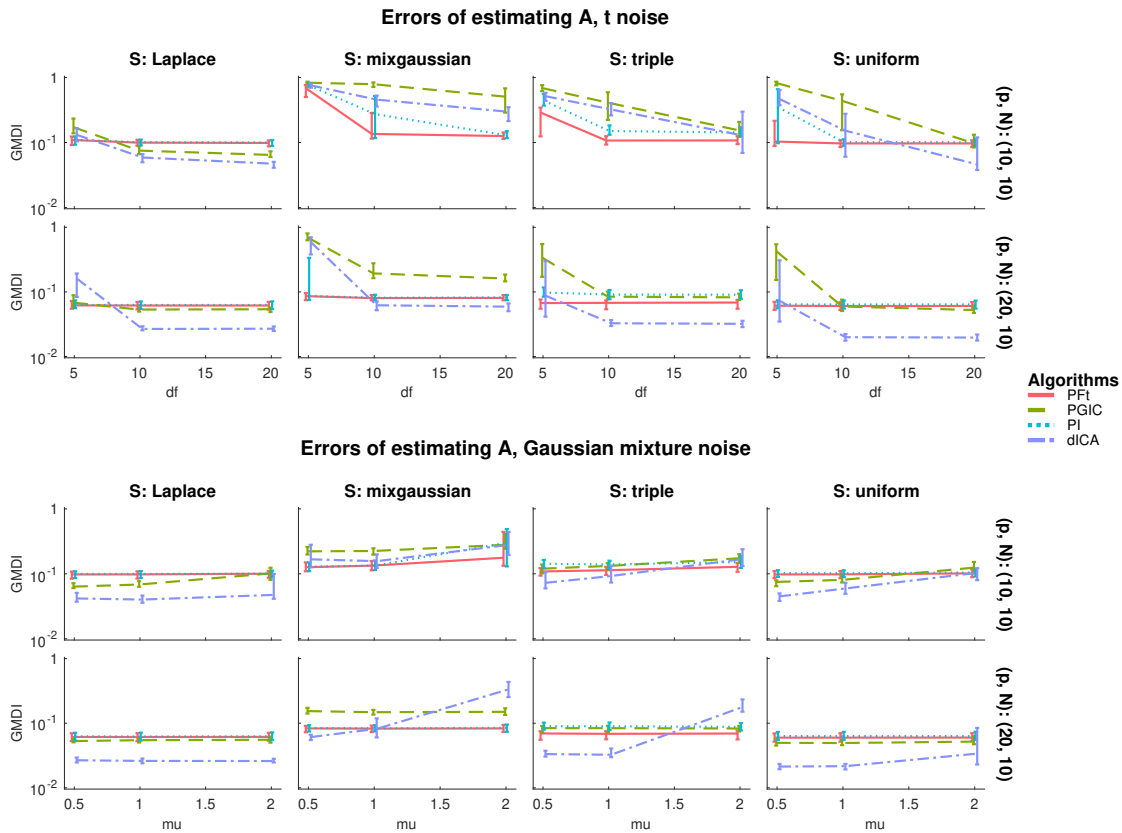 Errors of estimating A, t noise
S: Laplace
S: mixgaussian
S: triple
S: uniform
1
10^-1
10^-2
GMDI
(p, N): (10, 10)
10^-1
10^-2
GMDI
(p, N): (20, 10)
5 10 15 20
5 10 15 20
5 10 15 20
5 10 15 20
df
df
df
df
Algorithms
PFt
PGIC
PI
dICA
Errors of estimating A, Gaussian mixture noise
S: Laplace
S: mixgaussian
S: triple
S: uniform
1
10^-1
10^-2
GMDI
(p, N): (10, 10)
1
10^-1
10^-2
GMDI
(p, N): (20, 10)
0.5 1 1.5 2
0.5 1 1.5 2
0.5 1 1.5 2
0.5 1 1.5 2
mu
mu
mu
mu